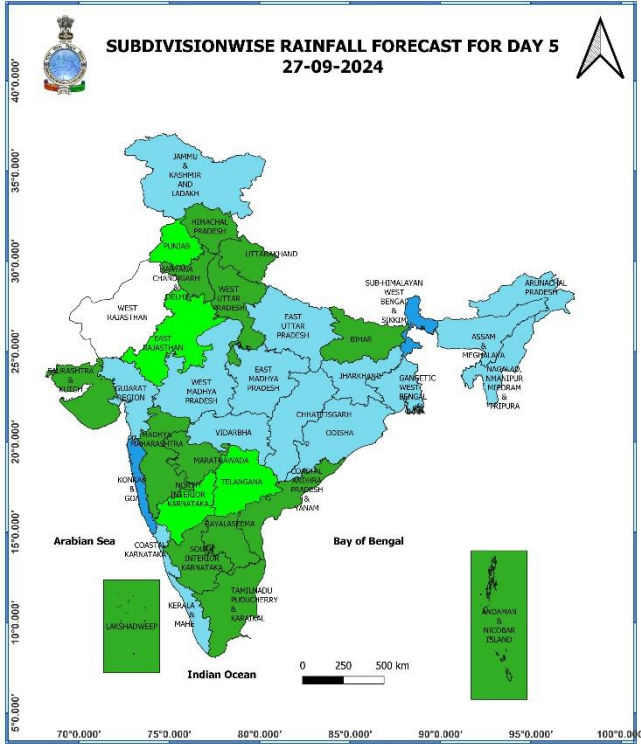 SUBDIVISIONWISE RAINFALL FORECAST FOR DAY 5
27-09-2024
40°0.000'
35°0.000'
30°0.000'
25°0.000'
20°0.000'
15°0.000'
10°0.000'
5°0.000'
JAMMU
&
KASHMIR
AND
LADAKH
HIMACHAL
PRADESH
PUNJAB
UTTARAKHAND
HARYANA
CHANDIGARH
&
DELHI
WEST
UTTAR
PRADESH
WEST
RAJASTHAN
EAST
RAJASTHAN
EAST
UTTAR
PRADESH
SUB-HIMALAYAN
WEST
BENGAL
&
SIKKIM
ARUNACHAL
PRADESH
BIHAR
ASSAM
&
MEGHALAYA
NAGALAD,
MANIPUR
MIZORAM
&
TRIPURA
SAURASHTRA
&
KUTCH
GUJARAT
REGION
WEST
MADHYA
PRADESH
EAST
MADHYA
PRADESH
JHARKHAND
GANGETIC
WEST
BENGAL
CHHATTISGARH
ODISHA
VIDARBHA
MADHYA
MAHARASHTRA
MARATHWADA
KONKAN
&
GOA
NORTH
INTERIOR
KARNATAKA
TELANGANA
COASTAL
ANDHRA
PRADESH
&
YANAM
RAYALASEEMA
Arabian Sea
COASTAL
KARNATAKA
SOUTH
INTERIOR
KARNATAKA
Bay of Bengal
KERALA
&
MAHE
TAMILNADU
PUDUCHERRY
&
KARAIKAL
LAKSHADWEEP
ANDAMAN
&
NICOBAR
ISLAND
Indian Ocean
0 250 500 km
70°0.000' 75°0.000' 80°0.000' 85°0.000' 90°0.000' 95°0.000' 100°0.000'